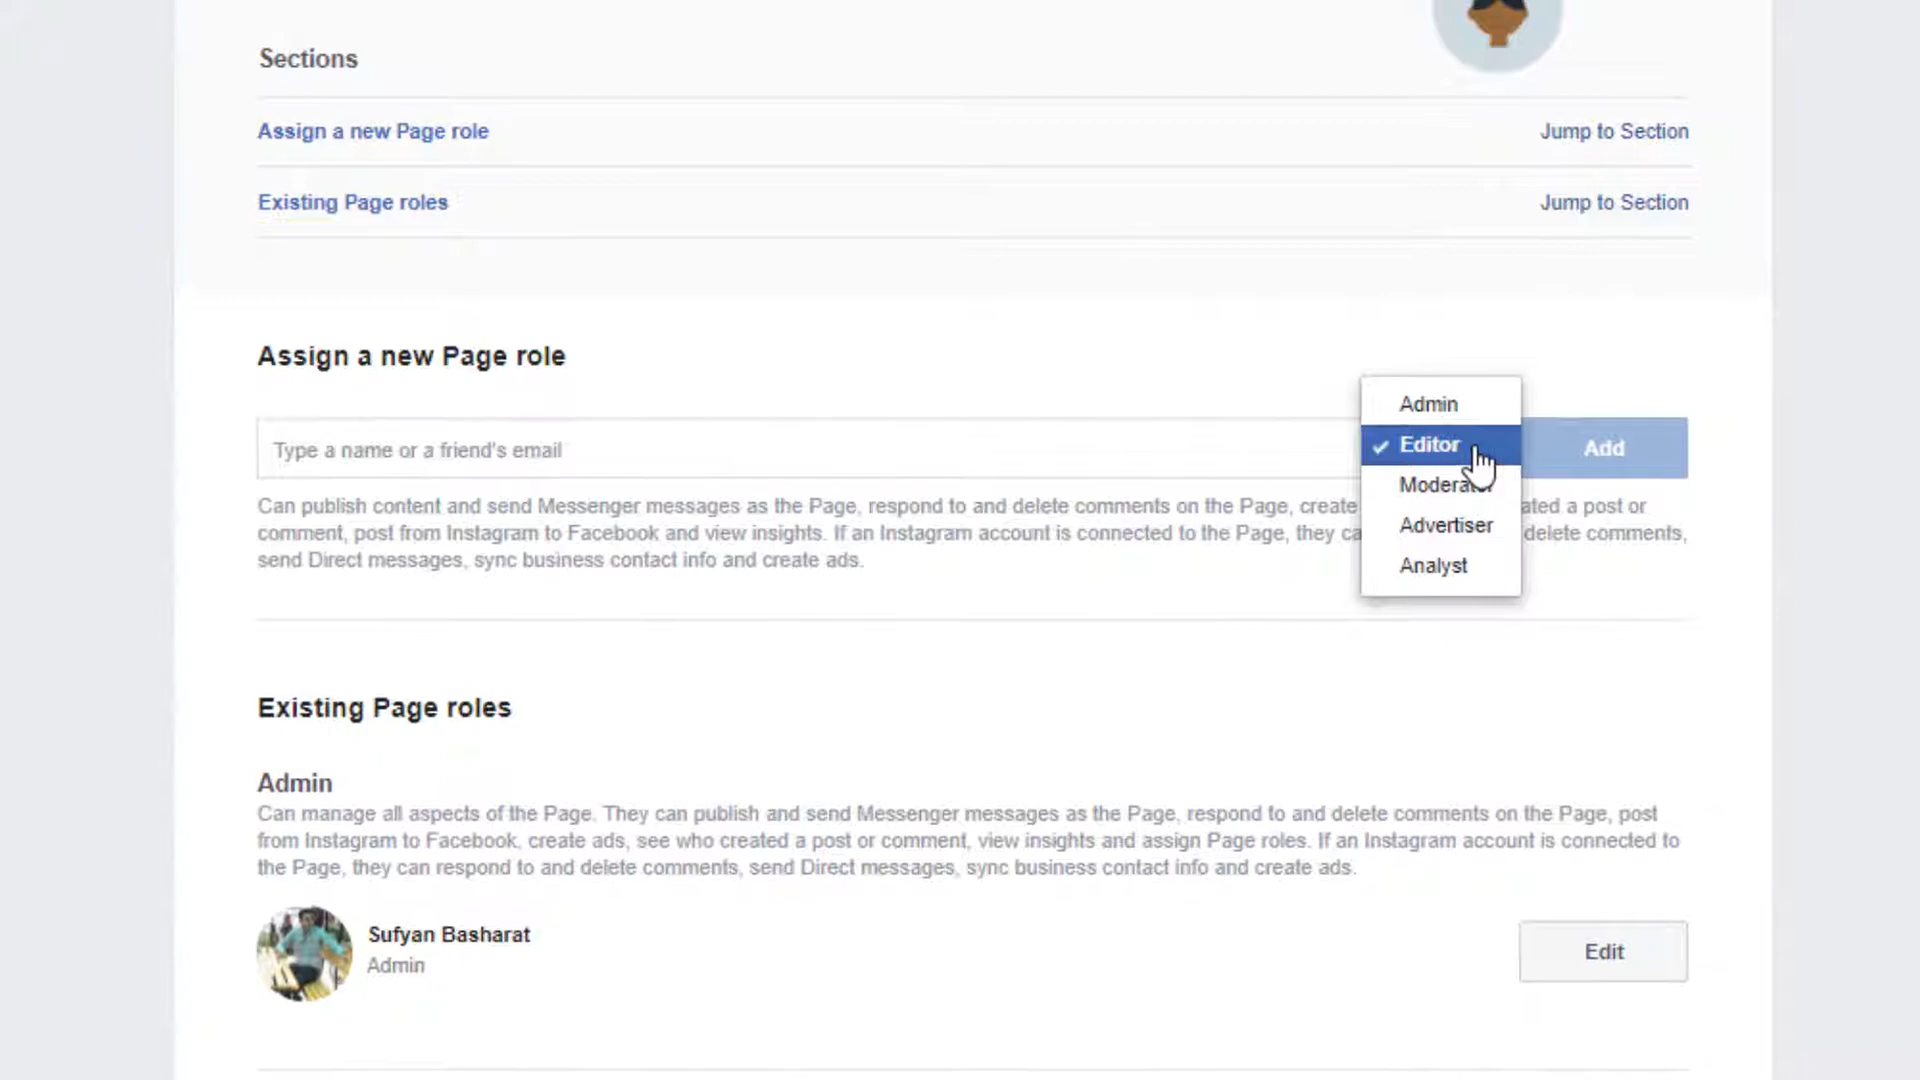 Sections
Assign a new Page role
Jump to Section
Existing Page roles
Jump to Section
Assign a new Page role
Admin
Type a name or a friend's email
Editor
Add
Can publish content and send Messenger messages as the Page, respond to and delete comments on the Page, create
ated a post or
comment, post from Instagram to Facebook and view insights. If an Instagram account is connected to the Page, they ca
delete comments,
send Direct messages, sync business contact info and create ads.
Moderator
Advertiser
Analyst
Existing Page roles
Admin
Can manage all aspects of the Page. They can publish and send Messenger messages as the Page, respond to and delete comments on the Page, post
from Instagram to Facebook, create ads, see who created a post or comment, view insights and assign Page roles. If an Instagram account is connected to
the Page, they can respond to and delete comments, send Direct messages, sync business contact info and create ads.
Sufyan Basharat
Admin
Edit